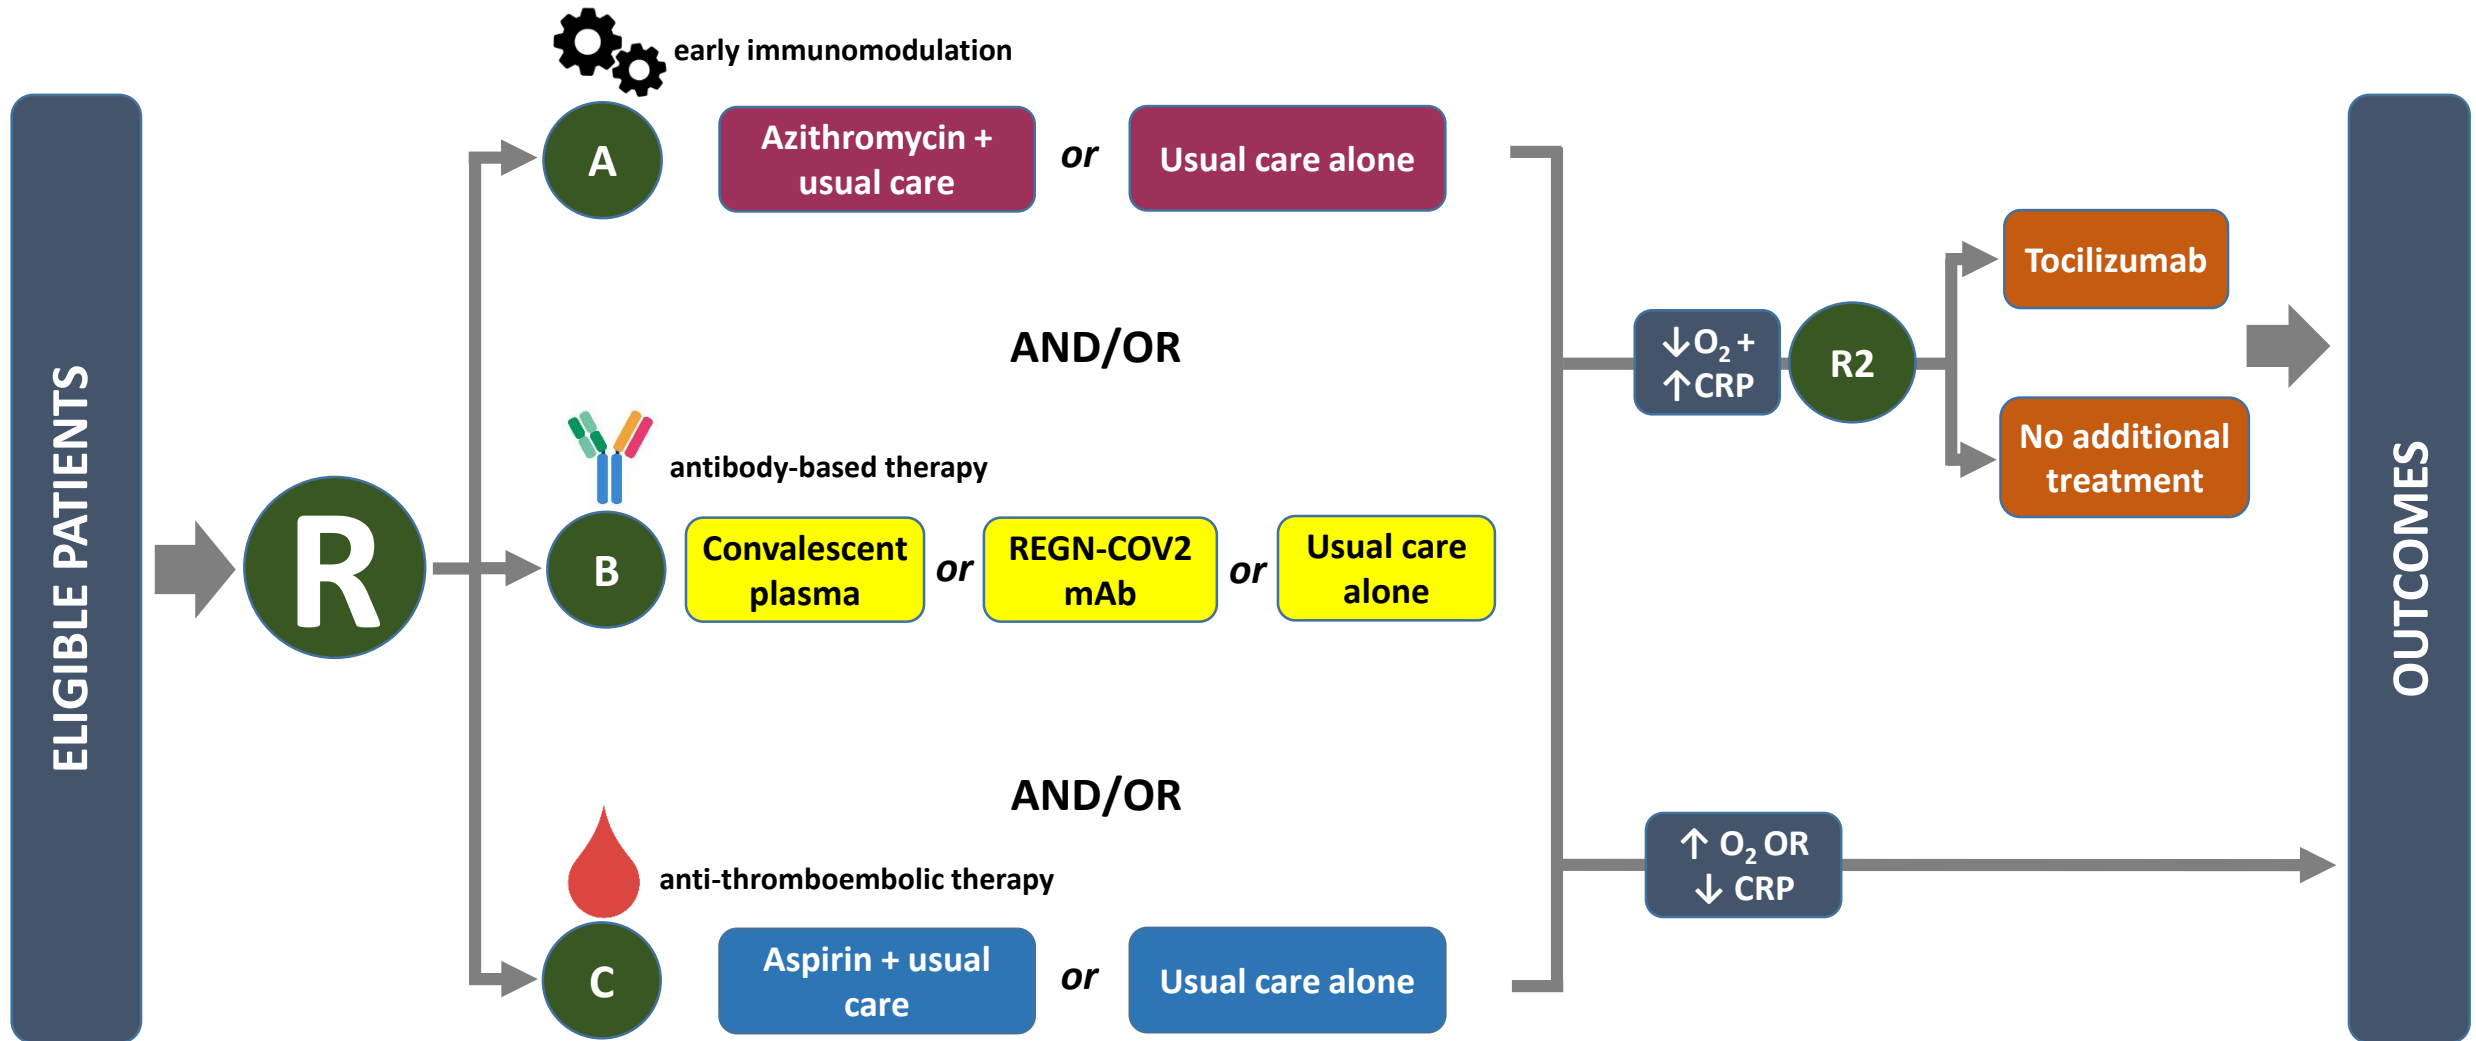 ELIGIBLE PATIENTS
R
early immunomodulation
A
Azithromycin +
usual care
or
Usual care alone
AND/OR
antibody-based therapy
B
Convalescent
plasma
or
REGN-COV2
mAb
or
Usual care
alone
AND/OR
anti-thromboembolic therapy
C
Aspirin + usual
care
or
Usual care alone
↓O₂ +
↑CRP
R2
Tocilizumab
No additional
treatment
↑ O₂ OR
↓ CRP
OUTCOMES